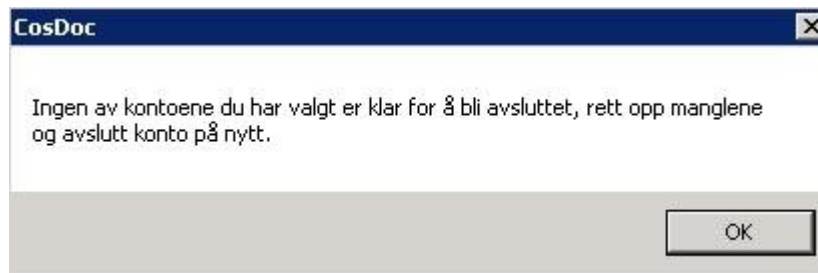 CosDoc
Ingen av kontoene du har valgt er klar for å bli avsluttet, rett opp manglene
og avslutt konto på nytt.
OK